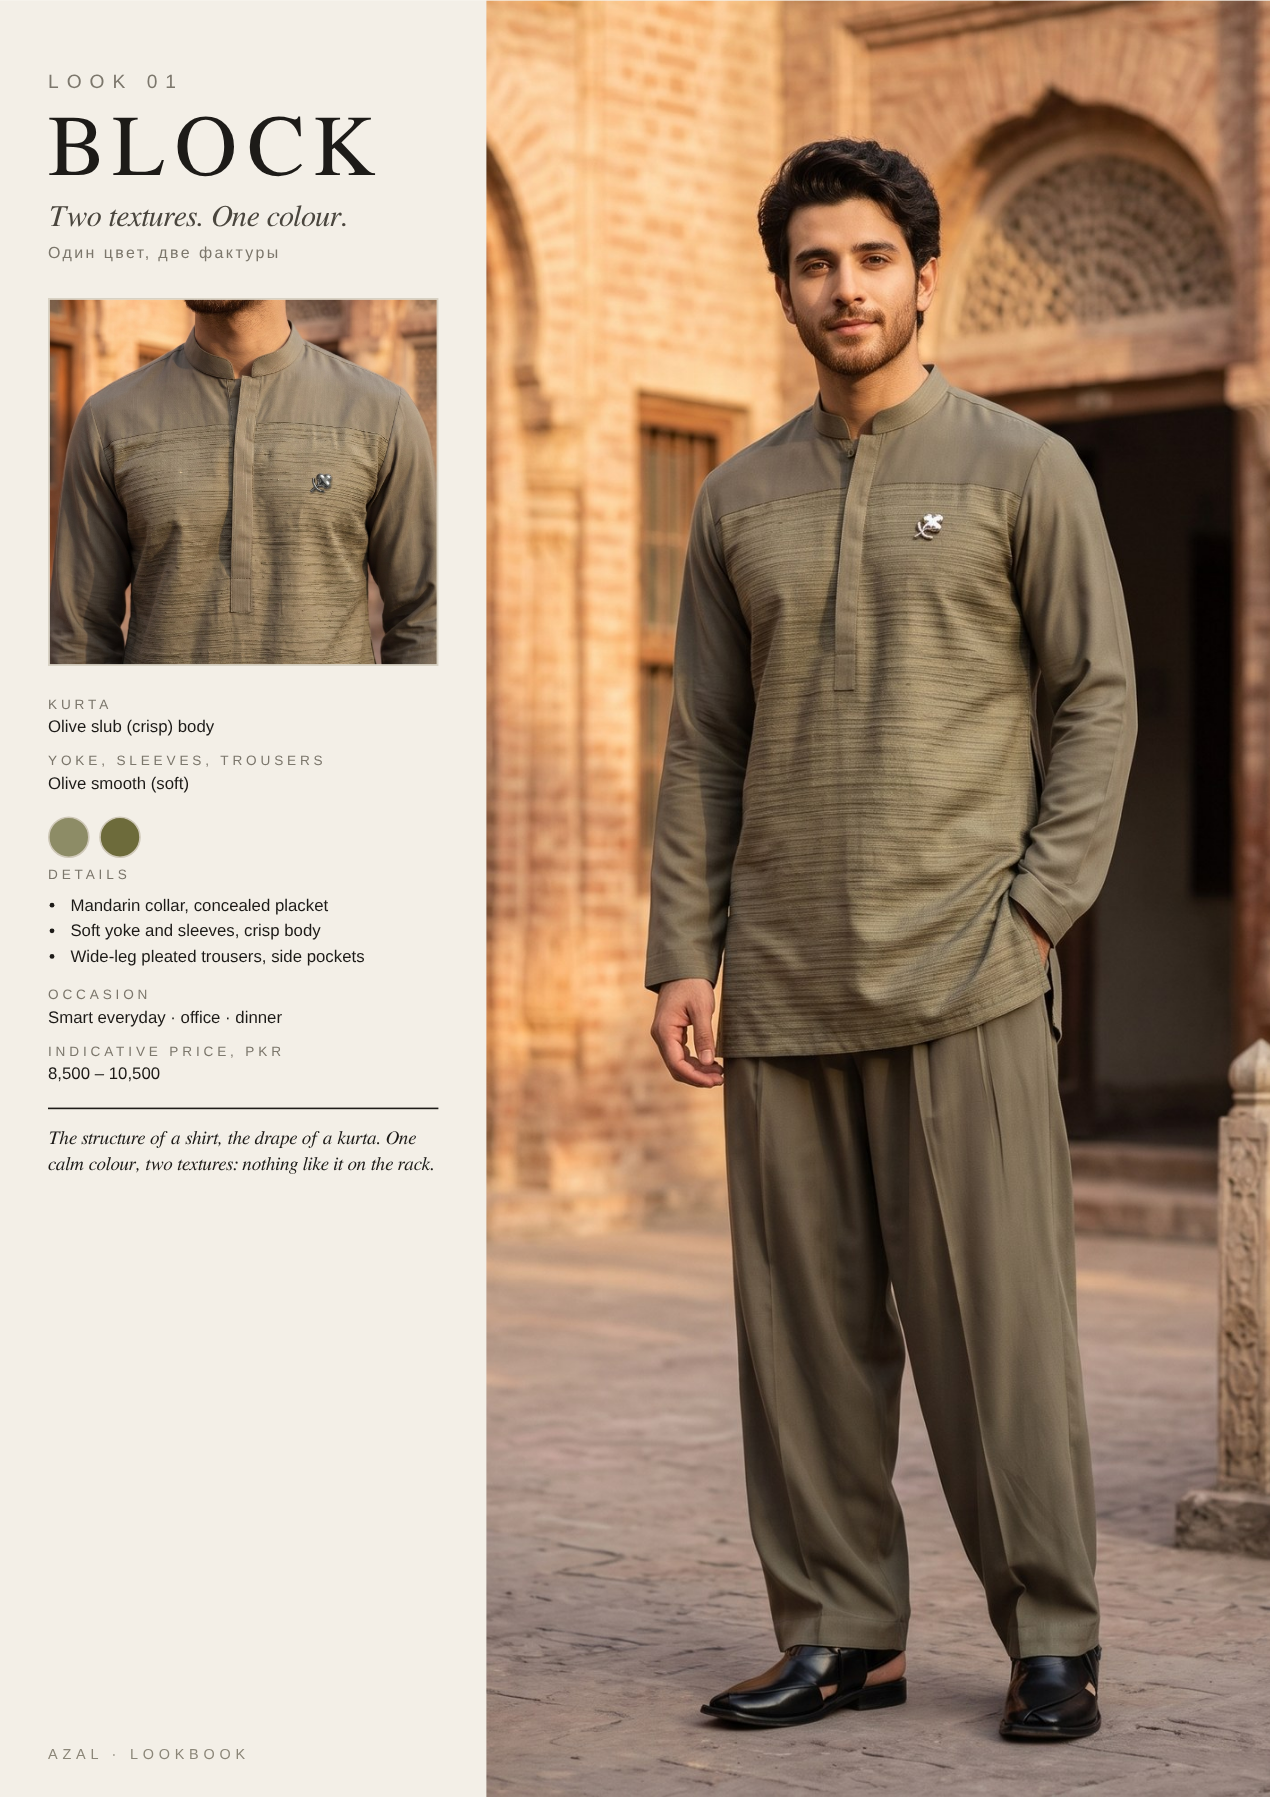 LOOK 01
BLOCK
Two textures. One colour.
Один цвет, две фактуры
KURTA
Olive slub (crisp) body
YOKE, SLEEVES, TROUSERS
Olive smooth (soft)
DETAILS
• Mandarin collar, concealed placket
• Soft yoke and sleeves, crisp body
• Wide-leg pleated trousers, side pockets
OCCASION
Smart everyday · office · dinner
INDICATIVE PRICE, PKR
8,500 – 10,500
The structure of a shirt, the drape of a kurta. One
calm colour, two textures: nothing like it on the rack.
AZAL · LOOKBOOK